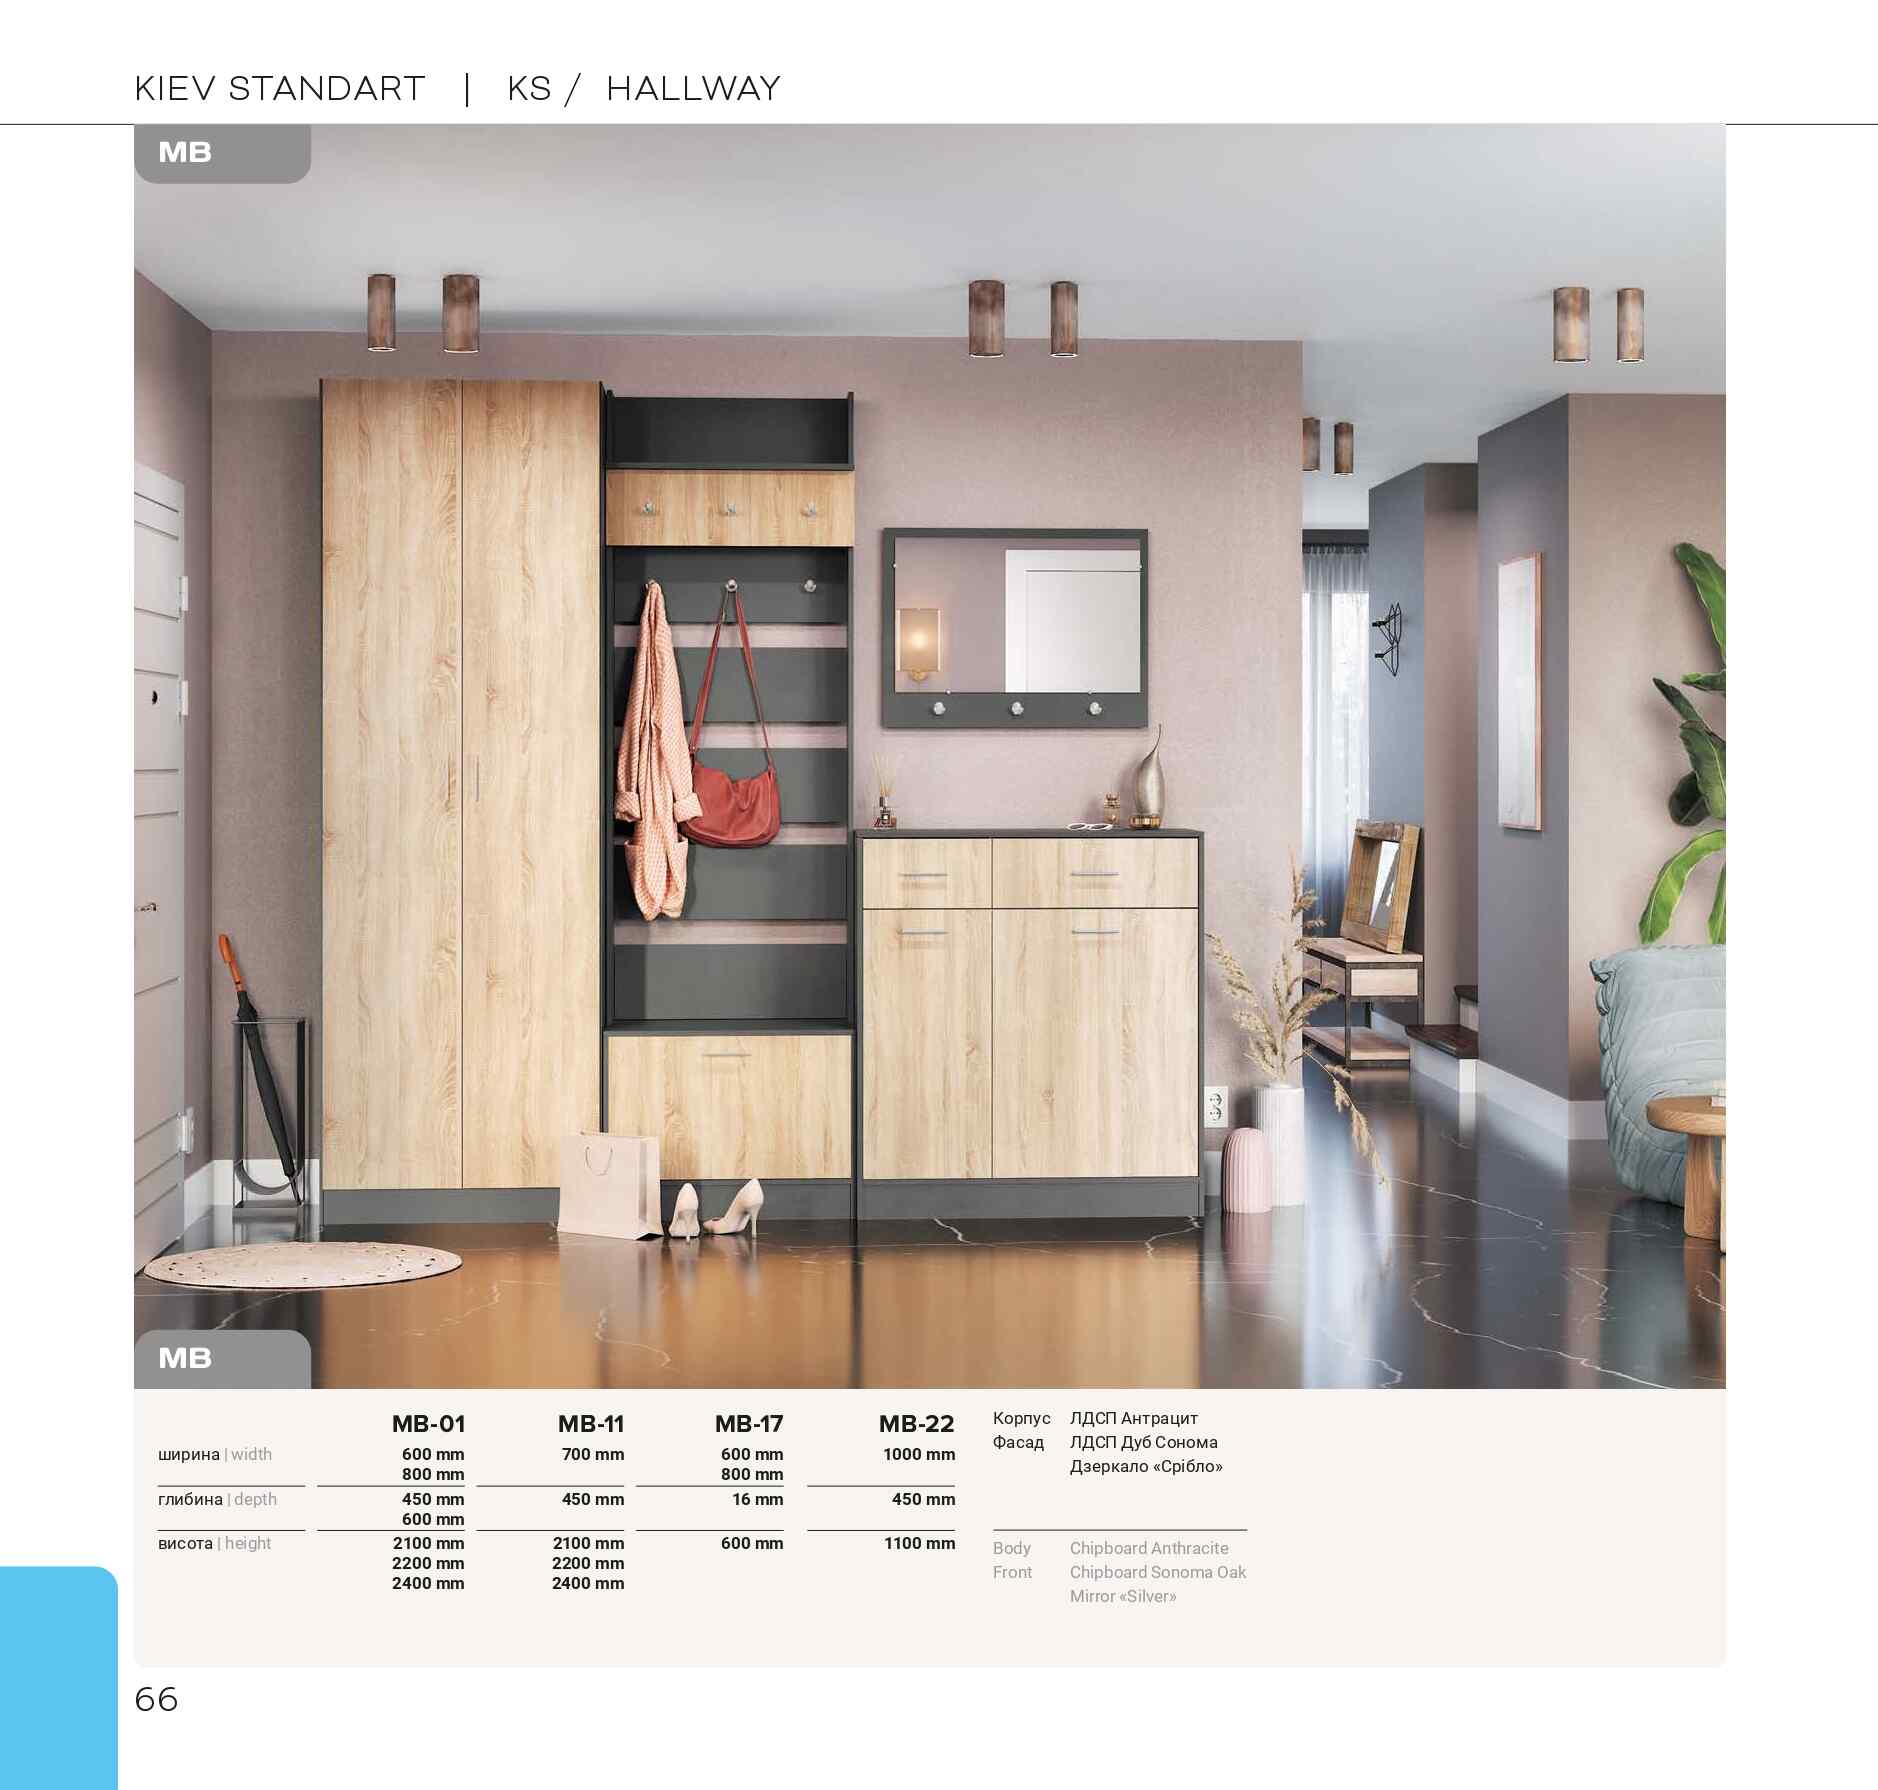 KIEV STANDART | KS / HALLWAY
MB
MB
MB-01 MB-11 MB-17 MB-22
ширина | width 600 mm 700 mm 600 mm 1000 mm
800 mm 800 mm
глибина | depth 450 mm 450 mm 16 mm 450 mm
600 mm
висота | height 2100 mm 2100 mm 600 mm 1100 mm
2200 mm 2200 mm
2400 mm 2400 mm
Корпус ЛДСП Антрацит
Фасад ЛДСП Дуб Сонома
Дзеркало «Срібло»
Body Chipboard Anthracite
Front Chipboard Sonoma Oak
Mirror «Silver»
66